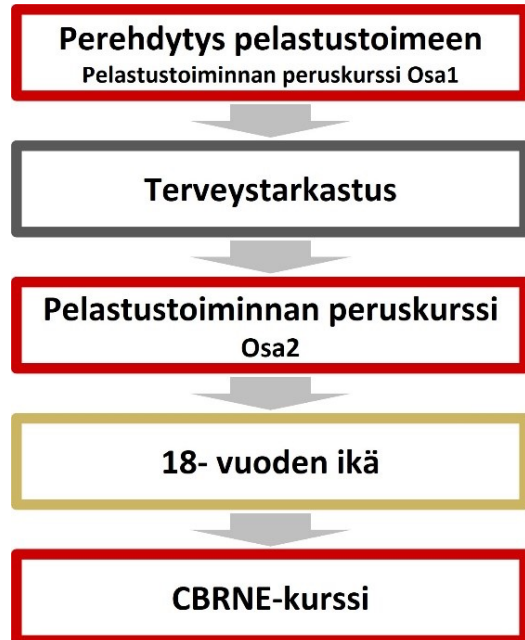 Perehdytys pelastustoimeen
Pelastustoiminnan peruskurssi Osa1
Terveystarkastus
Pelastustoiminnan peruskurssi
Osa2
18- vuoden ikä
CBRNE-kurssi